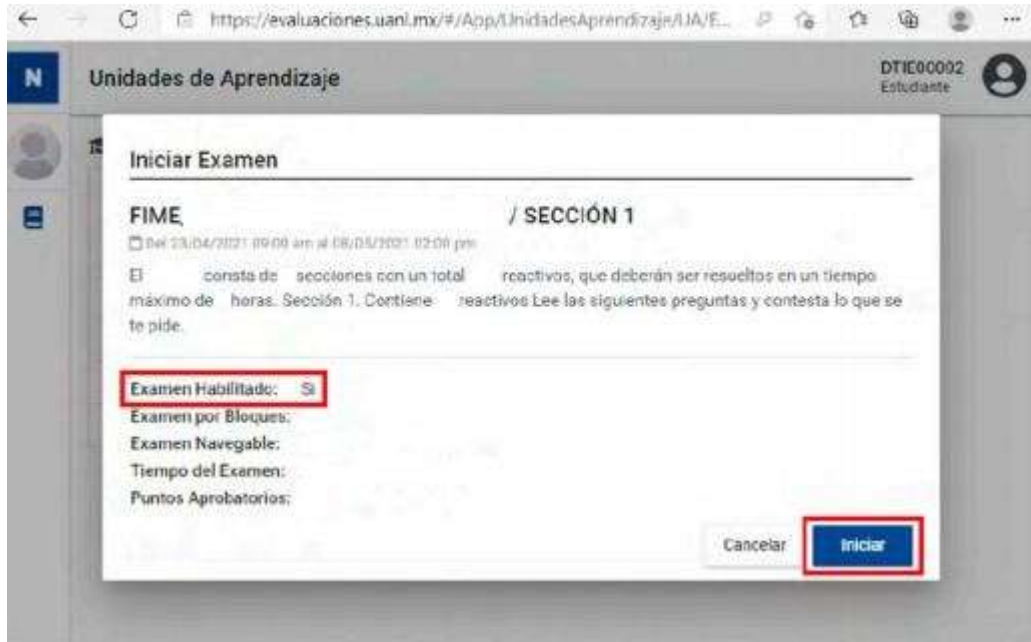 https://evaluaciones.uanl.mx/#/App/UnidadesAprendizaje/UA/E...
N
Unidades de Aprendizaje
DTIE00002
Estudiante
Iniciar Examen
FIME, / SECCIÓN 1
Del 23/04/2021 09:00 am al 08/05/2021 02:00 pm
El consta de secciones con un total reactivos, que deberán ser resueltos en un tiempo
máximo de horas. Sección 1. Contiene reactivos Lee las siguientes preguntas y contesta lo que se
te pide.
Examen Habilitado: Si
Examen por Bloques:
Examen Navegable:
Tiempo del Examen:
Puntos Aprobatorios:
Cancelar
Iniciar